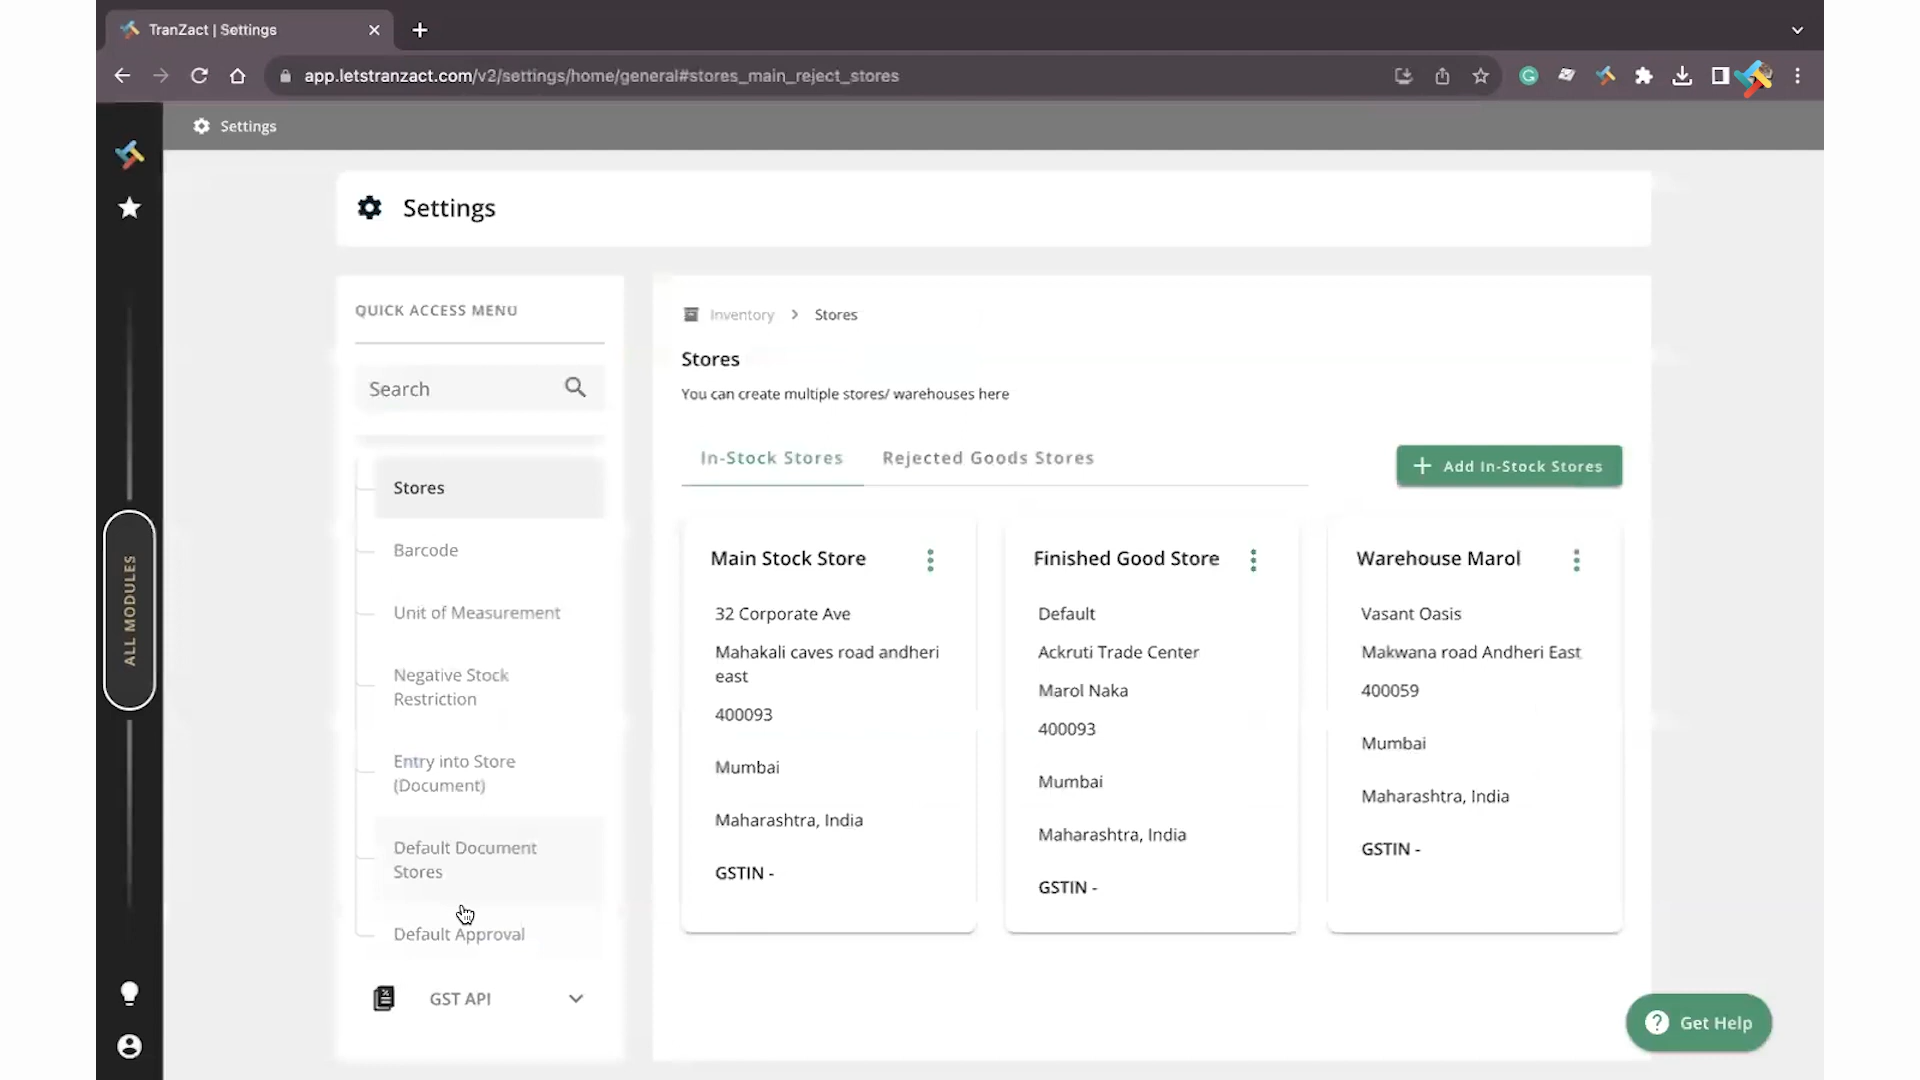 TranZact | Settings
app.letstranzact.com/v2/settings/home/general#stores_main_reject_stores
Settings
Settings
QUICK ACCESS MENU
Search
Stores
Barcode
Unit of Measurement
Negative Stock
Restriction
Entry into Store
(Document)
Default Document
Stores
Default Approval
GST API
ALL MODULES
Inventory > Stores
Stores
You can create multiple stores/ warehouses here
In-Stock Stores
Rejected Goods Stores
+ Add In-Stock Stores
Main Stock Store
32 Corporate Ave
Mahakali caves road andheri
east
400093
Mumbai
Maharashtra, India
GSTIN -
Finished Good Store
Default
Ackruti Trade Center
Marol Naka
400093
Mumbai
Maharashtra, India
GSTIN -
Warehouse Marol
Vasant Oasis
Makwana road Andheri East
400059
Mumbai
Maharashtra, India
GSTIN -
? Get Help